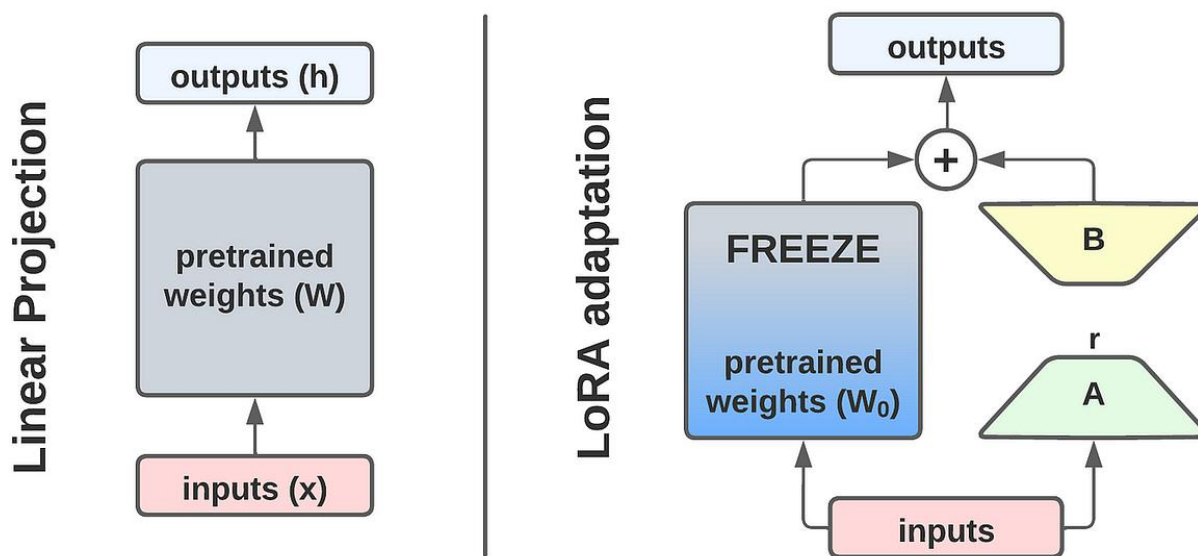 Linear Projection
outputs (h)
pretrained
weights (W)
inputs (x)
LoRA adaptation
outputs
+
FREEZE
pretrained
weights (W₀)
B
r
A
inputs